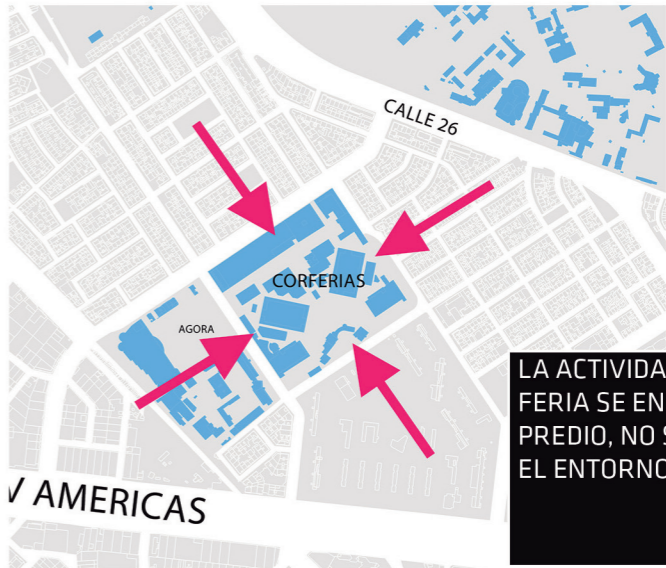 CALLE 26
CORFERIAS
AGORA
LA ACTIVIDA
FERIA SE EN
PREDIO, NO
EL ENTORNO
V AMERICAS